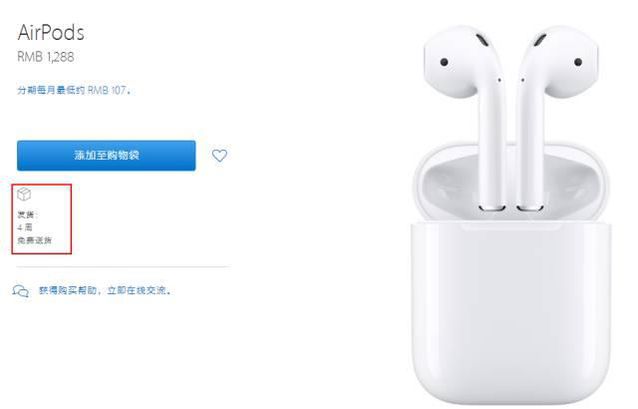 AirPods
RMB 1,288
分期每月最低约 RMB 107。
添加至购物袋
发货:
4 周
免费送货
获得购买帮助，立即在线交流。